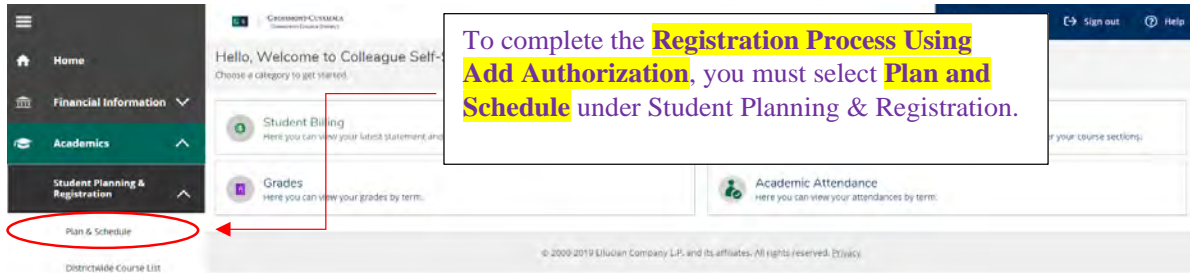 GROSSMONT-CUYAMACA
Sign out
Help
Home
Financial Information
Academics
Student Planning &
Registration
Plan & Schedule
Districtwide Course List
Hello, Welcome to Colleague Self-
Choose a category to get started.
To complete the Registration Process Using
Add Authorization, you must select Plan and
Schedule under Student Planning & Registration.
Student Billing
Here you can view your latest statement and
r your course sections.
Grades
Here you can view your grades by term.
Academic Attendance
Here you can view your attendances by term.
© 2000-2019 Ellucian Company L.P. and its affiliates. All rights reserved. Privacy